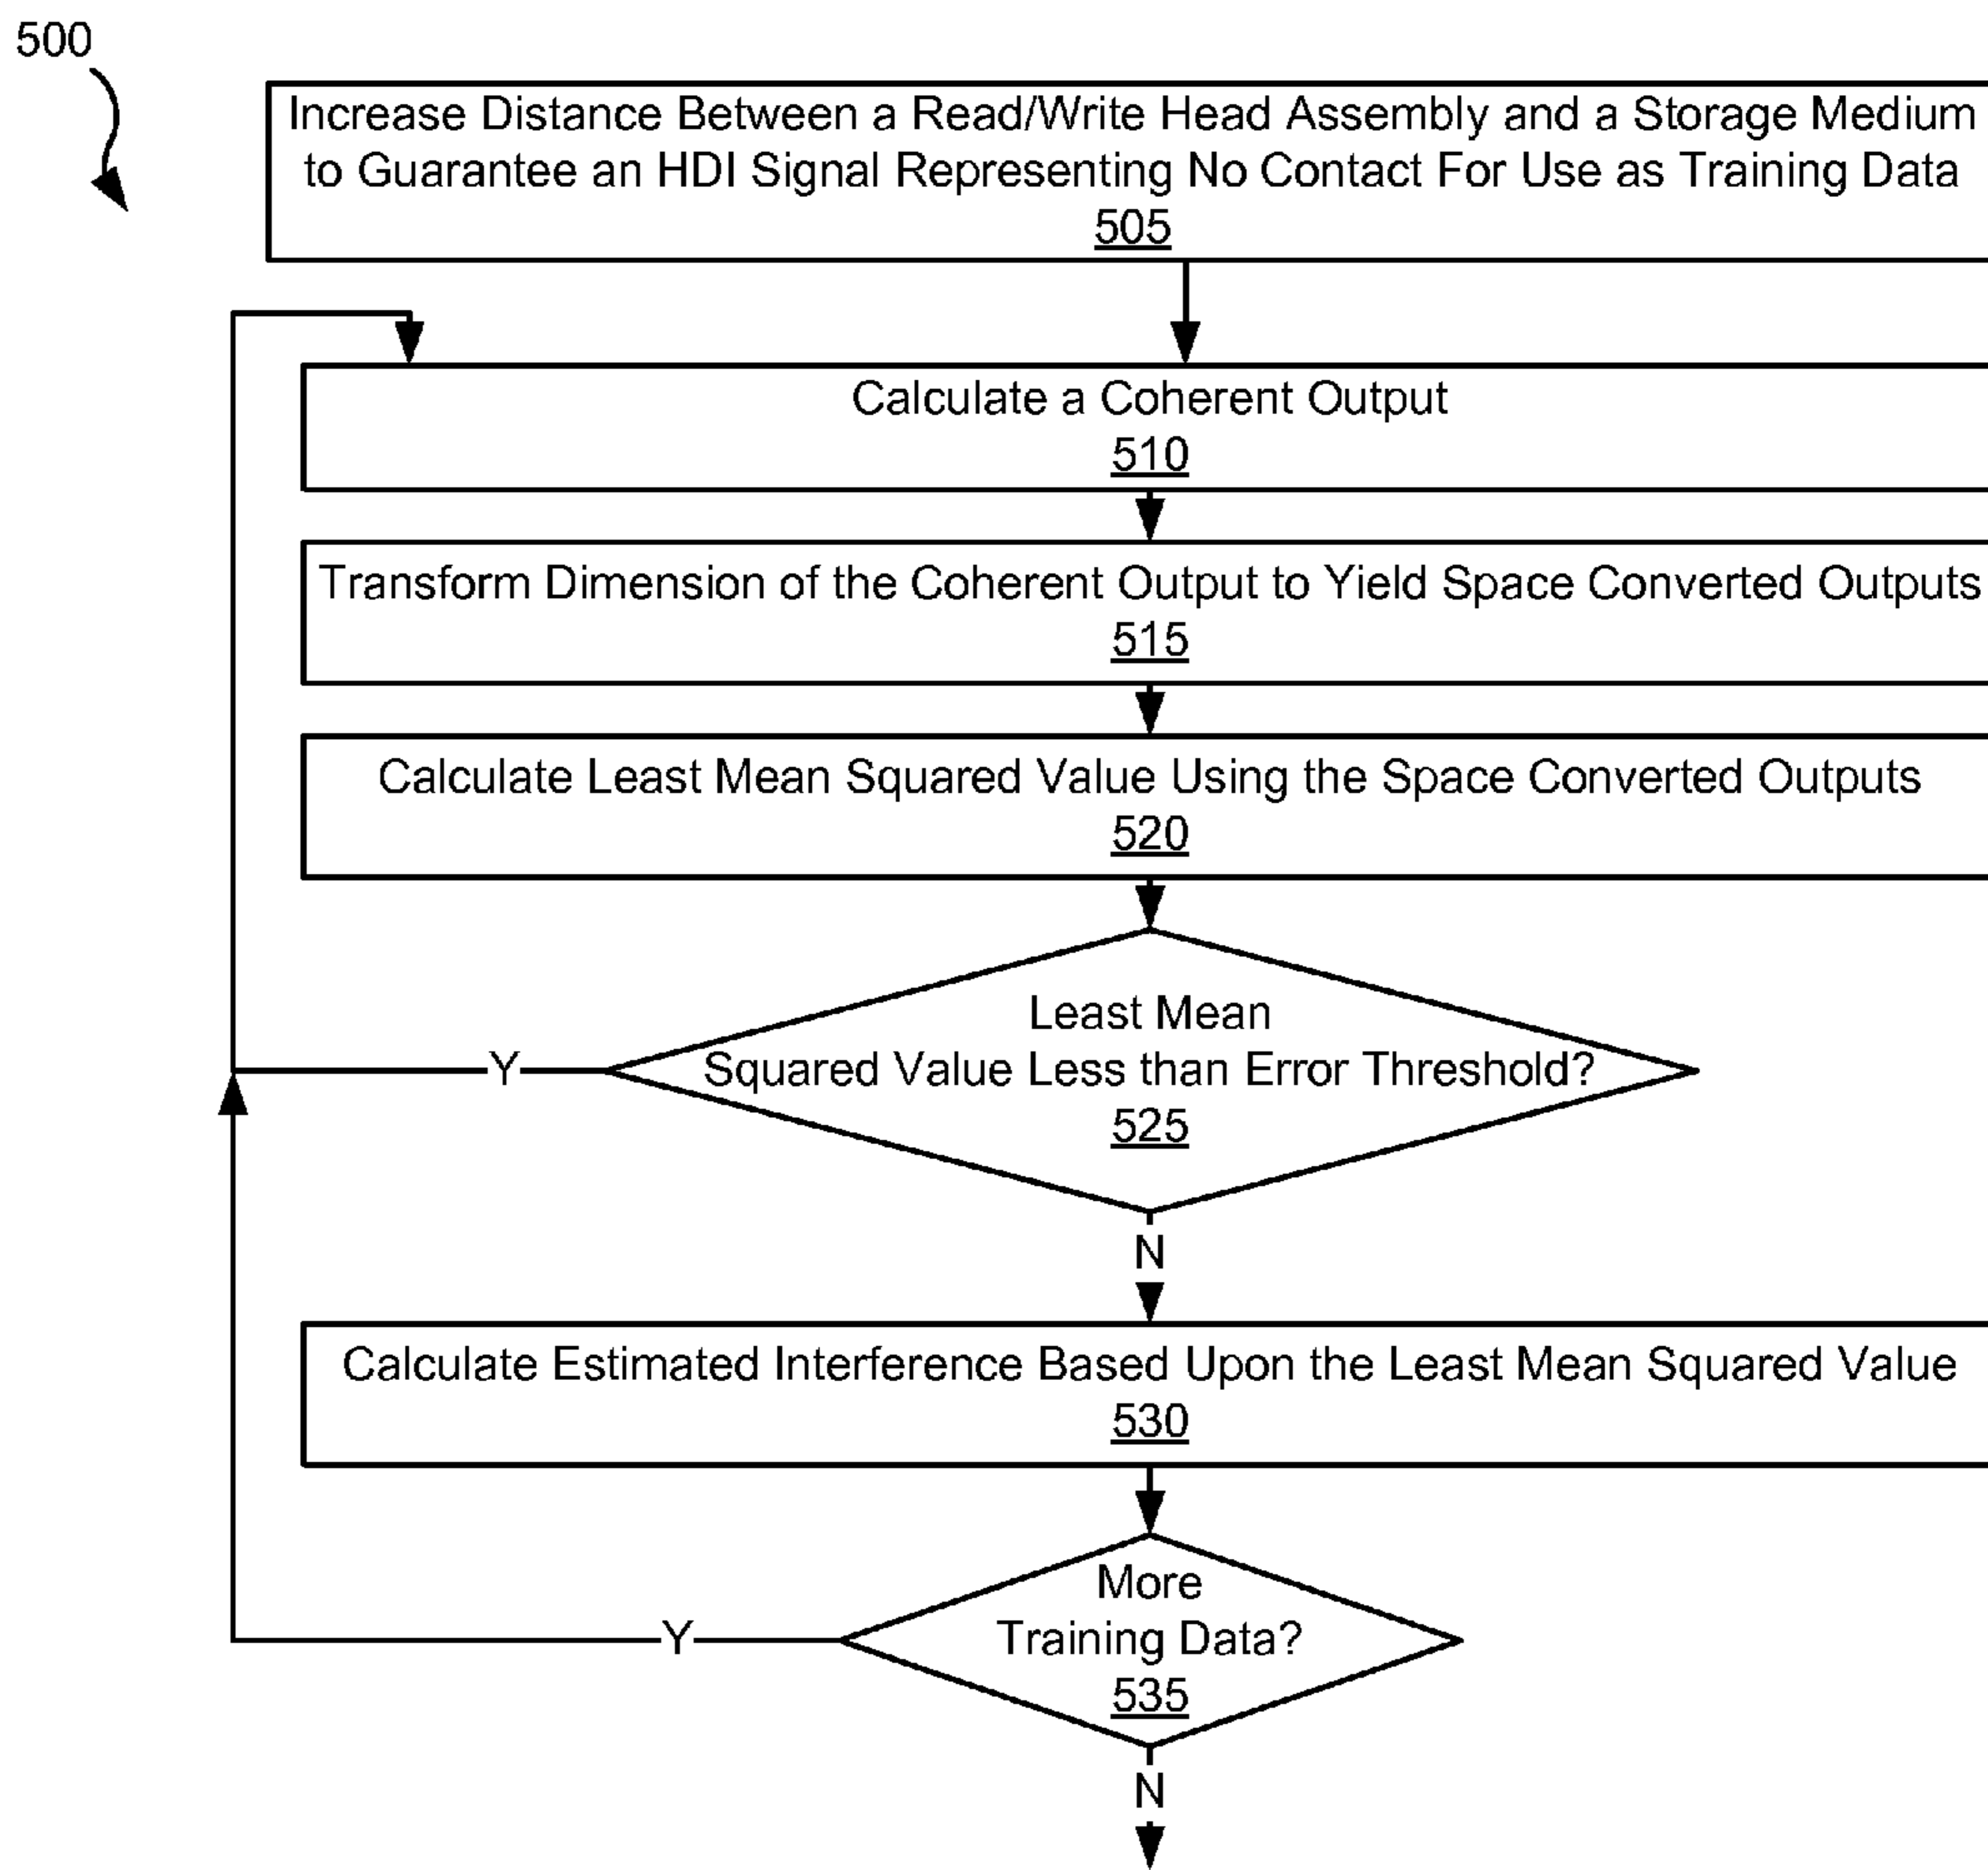 500
Increase Distance Between a Read/Write Head Assembly and a Storage Medium
to Guarantee an HDI Signal Representing No Contact For Use as Training Data
505
Calculate a Coherent Output
510
Transform Dimension of the Coherent Output to Yield Space Converted Outputs
515
Calculate Least Mean Squared Value Using the Space Converted Outputs
520
Least Mean
Squared Value Less than Error Threshold?
525
Y
N
Calculate Estimated Interference Based Upon the Least Mean Squared Value
530
More
Training Data?
535
Y
N